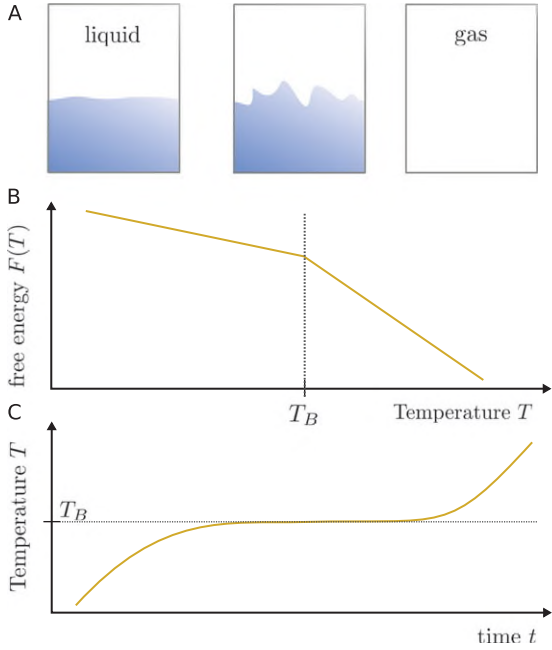 A
liquid
gas
B
free energy F(T)
T_B
Temperature T
C
Temperature T
T_B
time t